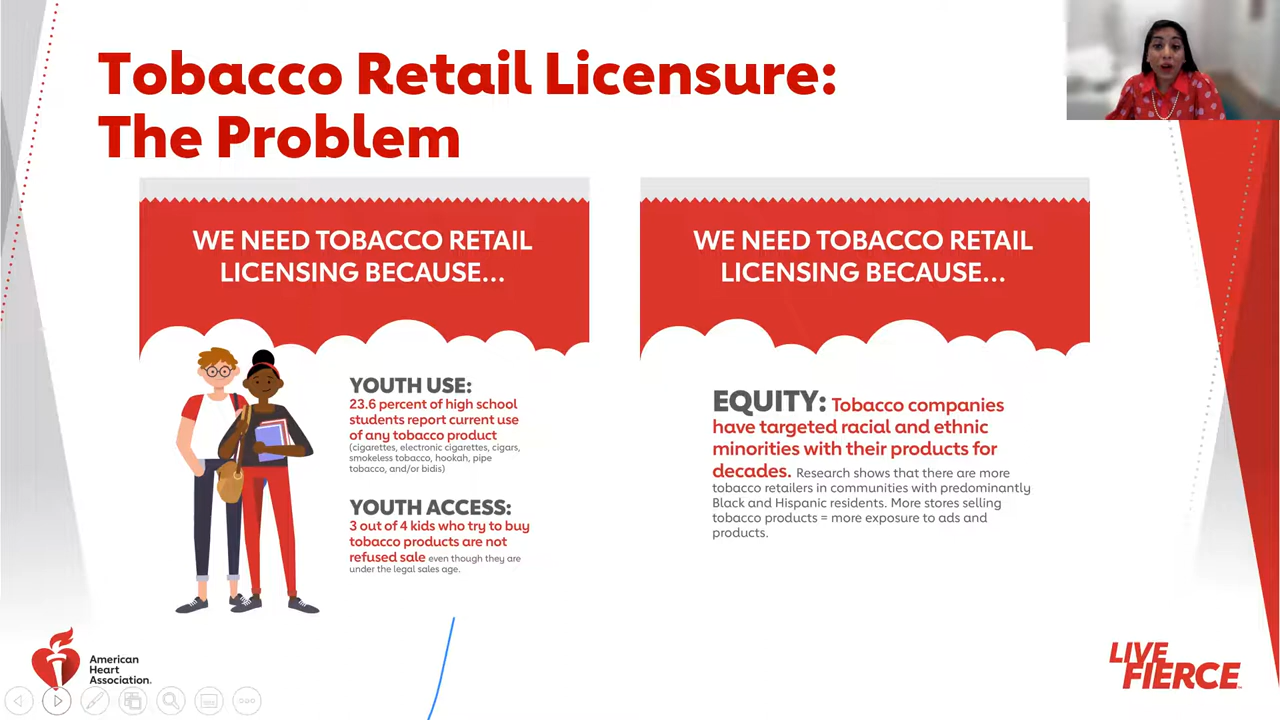 Tobacco Retail Licensure:
The Problem
WE NEED TOBACCO RETAIL
LICENSING BECAUSE...
YOUTH USE:
23.6 percent of high school
students report current use
of any tobacco product
(cigarettes, electronic cigarettes, cigars,
smokeless tobacco, hookah, pipe
tobacco, and/or bidis)
YOUTH ACCESS:
3 out of 4 kids who try to buy
tobacco products are not
refused sale even though they are
under the legal sales age.
WE NEED TOBACCO RETAIL
LICENSING BECAUSE...
EQUITY: Tobacco companies
have targeted racial and ethnic
minorities with their products for
decades. Research shows that there are more
tobacco retailers in communities with predominantly
Black and Hispanic residents. More stores selling
tobacco products = more exposure to ads and
products.
American
Heart
Association.
LIVE
FIERCE™